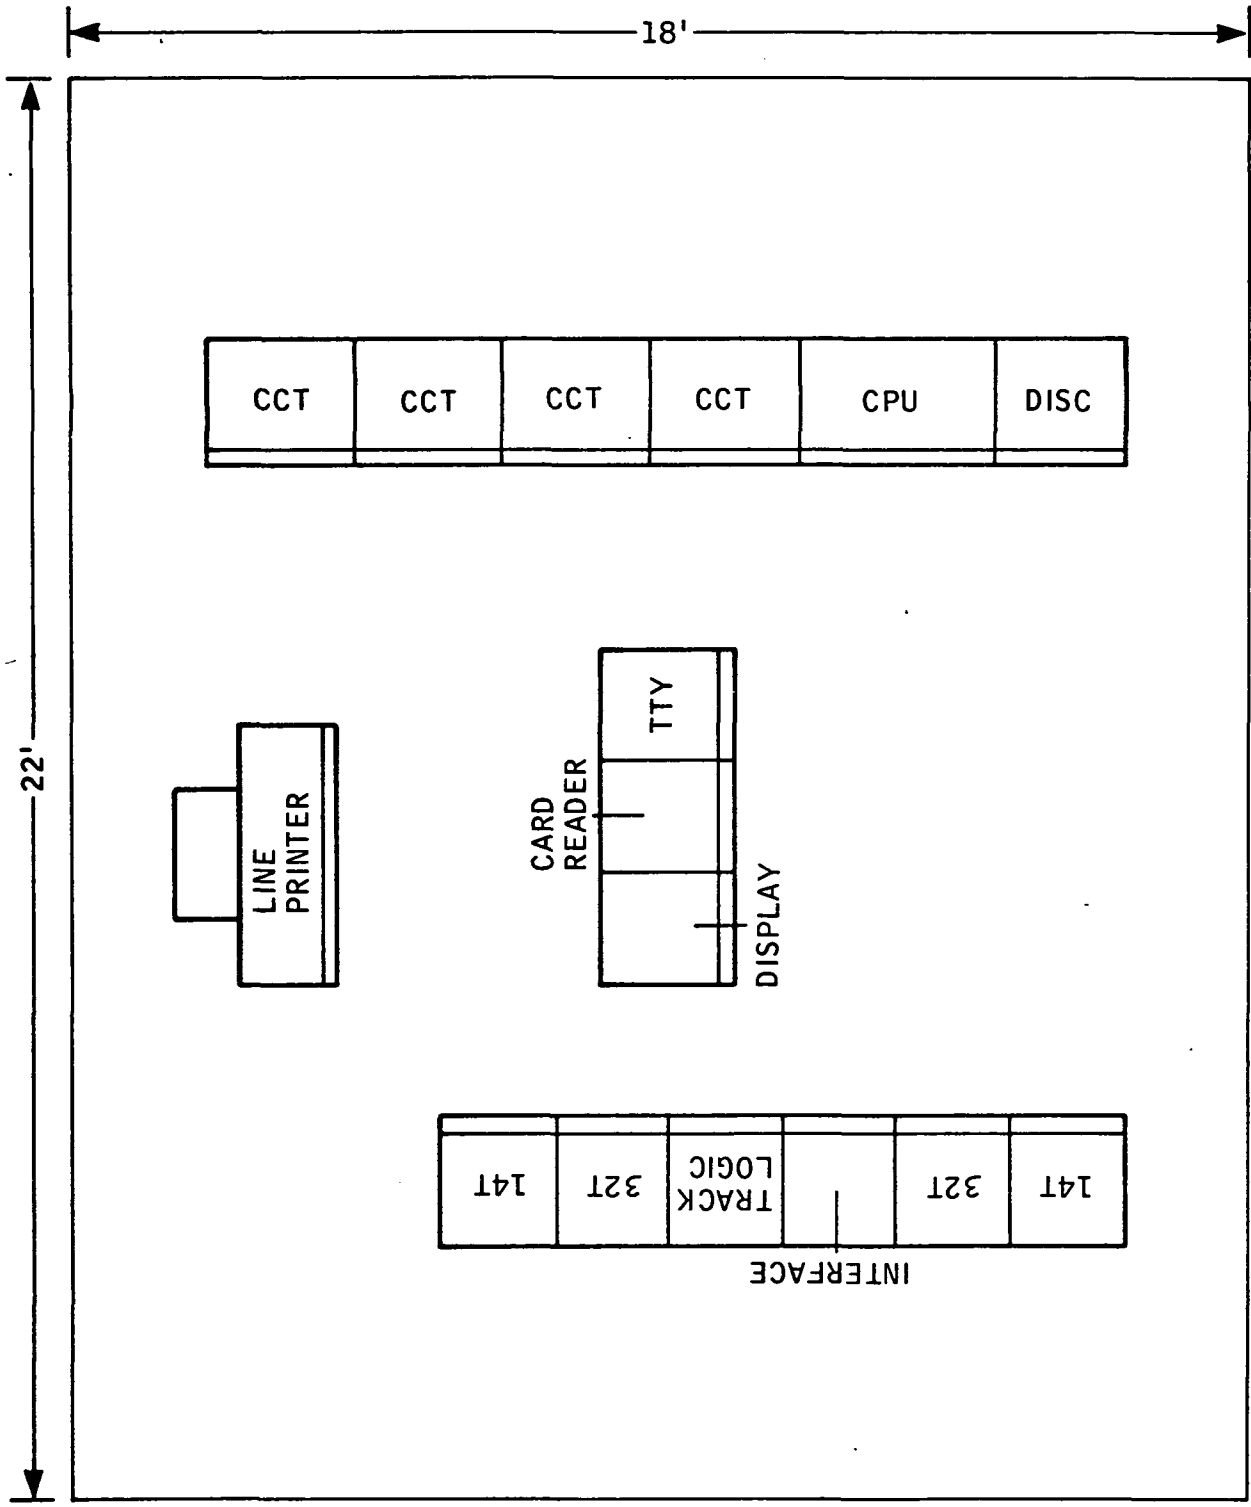 18'
22'
CCT
CCT
CCT
CCT
CPU
DISC
TTY
CARD
READER
DISPLAY
LINE
PRINTER
14T
32T
TRACK
LOGIC
32T
14T
INTERFACE